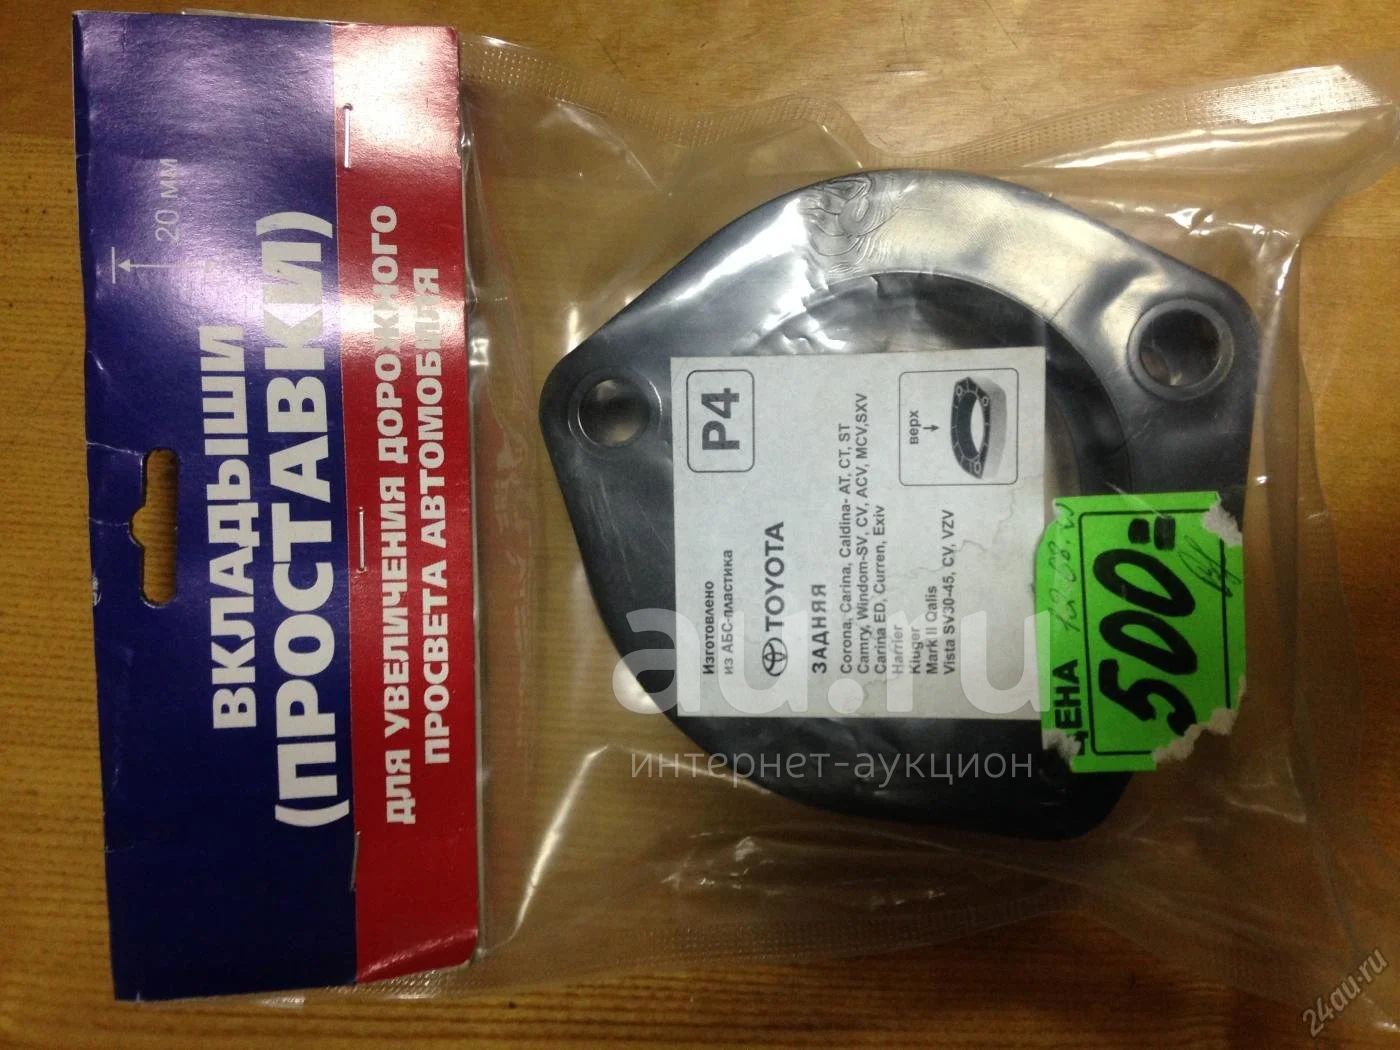 20 мм
ВКЛАДЫШИ
(ПРОСТАВКИ)
ДЛЯ УВЕЛИЧЕНИЯ ДОРОЖНОГО
ПРОСВЕТА АВТОМОБИЛЯ
P4
верх
Изготовлено
из АБС-пластика
TOYOTA
ЗАДНЯЯ
Corona, Carina, Caldina- AT, CT, ST
Camry, Windom-SV, CV, ACV, MCV,SXV
Carina ED, Curren, Exiv
Harrier
Kluger
Mark II Qalis
Vista SV30-45, CV, VZV
ЦЕНА
500=
au.ru
интернет-аукцион
24au.ru